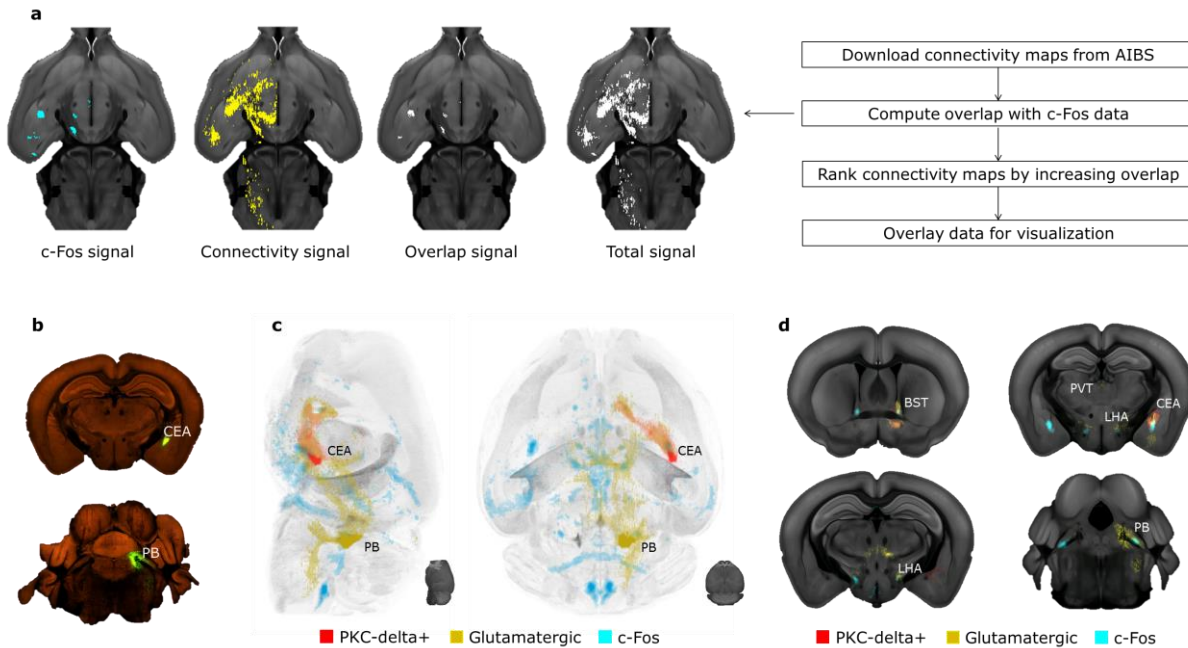 a
c-Fos signal
Connectivity signal
Overlap signal
Total signal
Download connectivity maps from AIBS
Compute overlap with c-Fos data
Rank connectivity maps by increasing overlap
Overlay data for visualization
b
CEA
PB
c
CEA
PB
CEA
PB
PKC-delta+ Glutamatergic c-Fos
d
BST
PVT
LHA
CEA
LHA
PB
PKC-delta+ Glutamatergic c-Fos